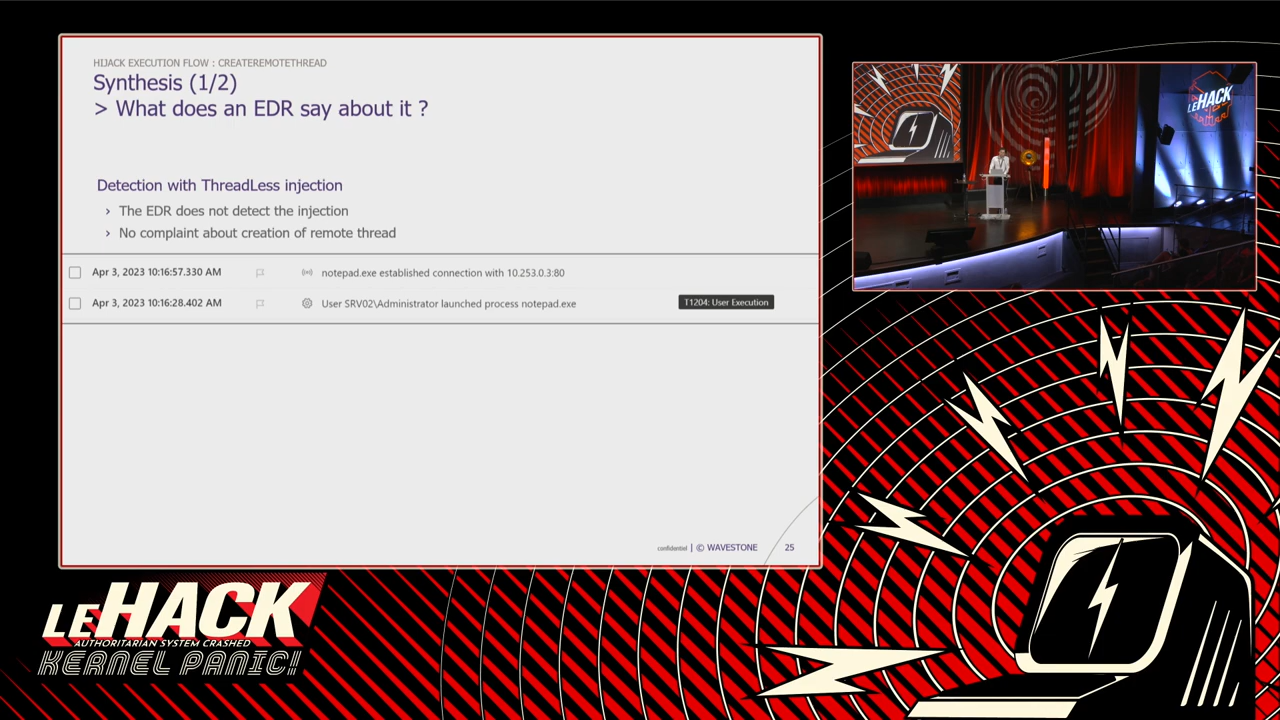 HIJACK EXECUTION FLOW : CREATEREMOTETHREAD
Synthesis (1/2)
> What does an EDR say about it ?
Detection with ThreadLess injection
› The EDR does not detect the injection
› No complaint about creation of remote thread
Apr 3, 2023 10:16:57.330 AM notepad.exe established connection with 10.253.0.3:80
Apr 3, 2023 10:16:28.402 AM User SRV02\Administrator launched process notepad.exe T1204: User Execution
confidentiel | © WAVESTONE 25
LEHACK
LEHACK
AUTHORITARIAN SYSTEM CRASHED
KERNEL PANIC!